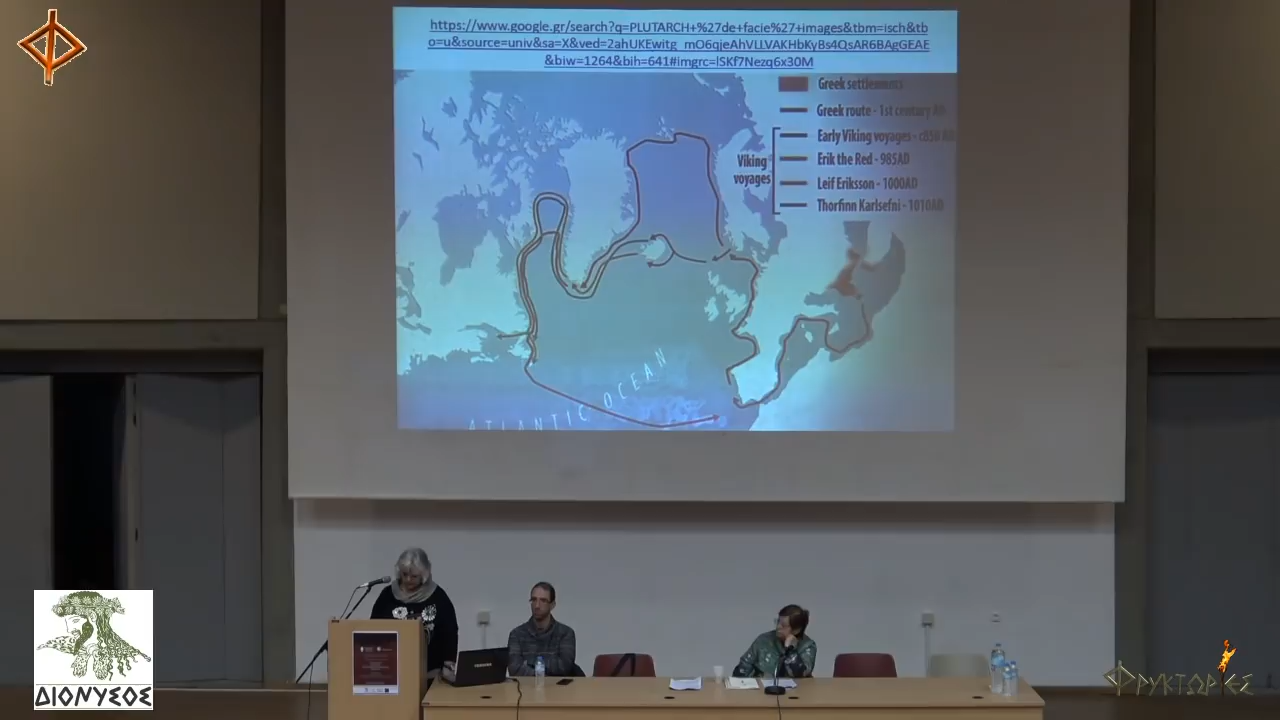 https://www.google.gr/search?q=PLUTARCH+%27de+facie%27+images&tbm=isch&tb
o=u&source=univ&sa=X&ved=2ahUKEwitg_mO6qjeAhVLLVAKHbKyBs4QsAR6BAgGEAE
&biw=1264&bih=641#imgrc=lSKf7Nezq6x30M
Greek settlements
Greek route - 1st century AD
Early Viking voyages - c850 AD
Viking
voyages
Erik the Red - 985AD
Leif Eriksson - 1000AD
Thorfinn Karlsefni - 1010AD
ATLANTIC OCEAN
ΔΙΟΝΥΣΟΣ
ΦΡΥΚΤΩΡΙΕΣ